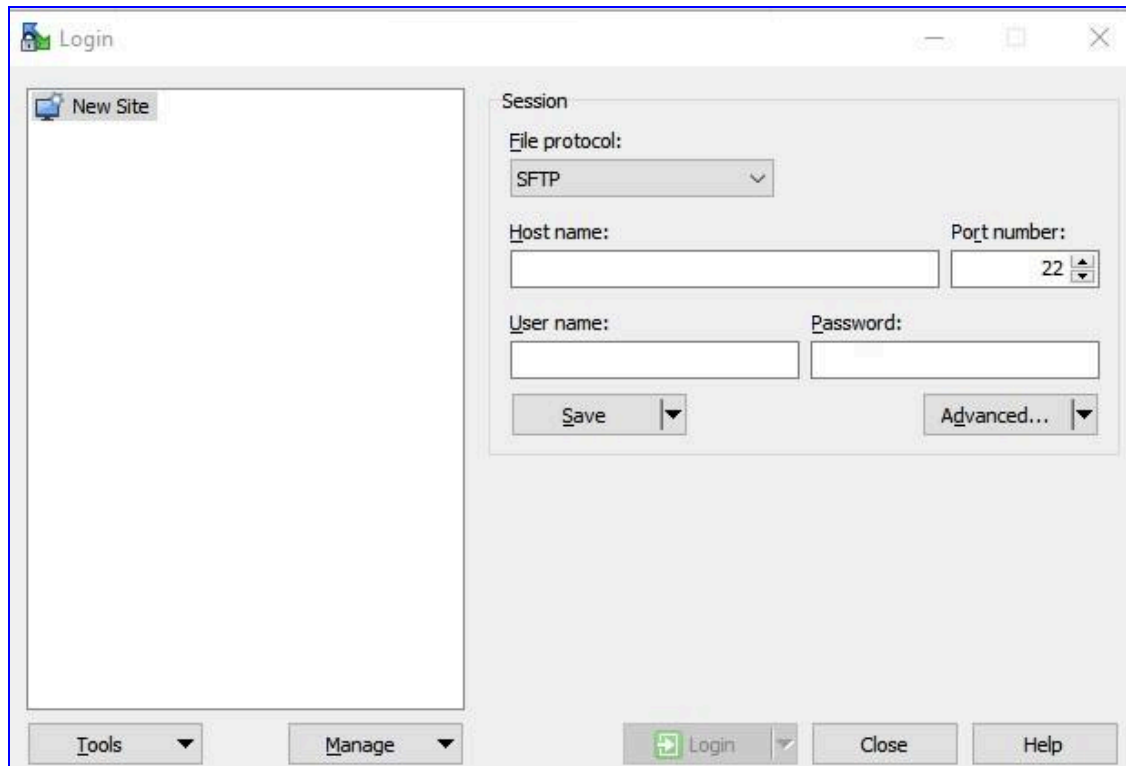 Login
New Site
Session
File protocol:
SFTP
Host name:
Port number:
22
User name:
Password:
Save
Advanced...
Tools
Manage
Login
Close
Help